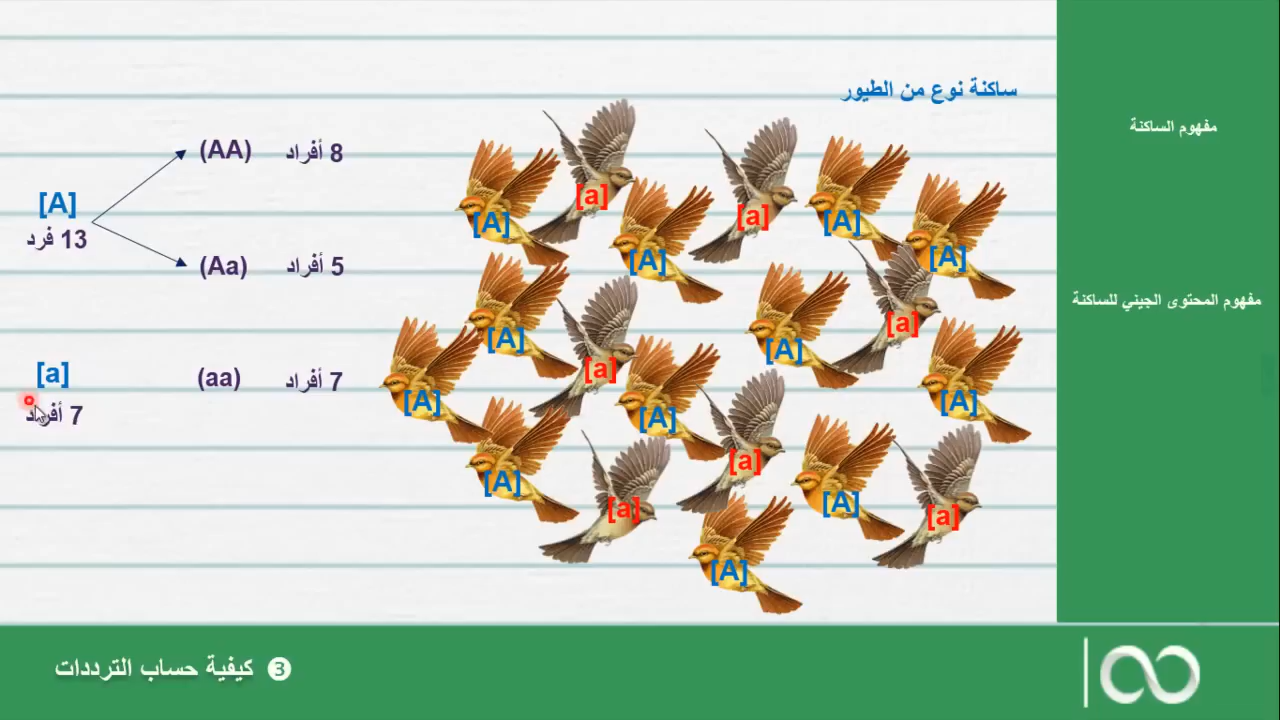 ساكنة نوع من الطيور
مفهوم الساكنة
مفهوم المحتوى الجيني للساكنة
[A]
13 فرد
(AA) 8 أفراد
(Aa) 5 أفراد
[a]
7 أفراد
(aa) 7 أفراد
[a]
[a]
[A]
[A]
[A]
[A]
[A]
[a]
[A]
[A]
[a]
[A]
[A]
[A]
[a]
[A]
[A]
[a]
[a]
[a]
[A]
3 كيفية حساب الترددات